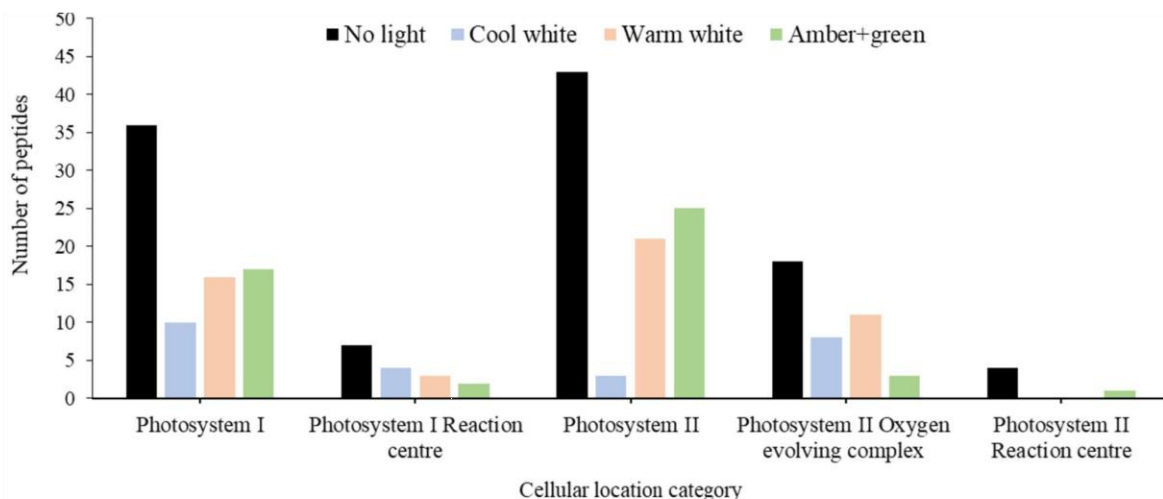 50
No light Cool white Warm white Amber+green
45
40
35
30
25
20
15
10
5
0
Number of peptides
Photosystem I
Photosystem I Reaction
centre
Photosystem II
Photosystem II Oxygen
evolving complex
Photosystem II
Reaction centre
Cellular location category